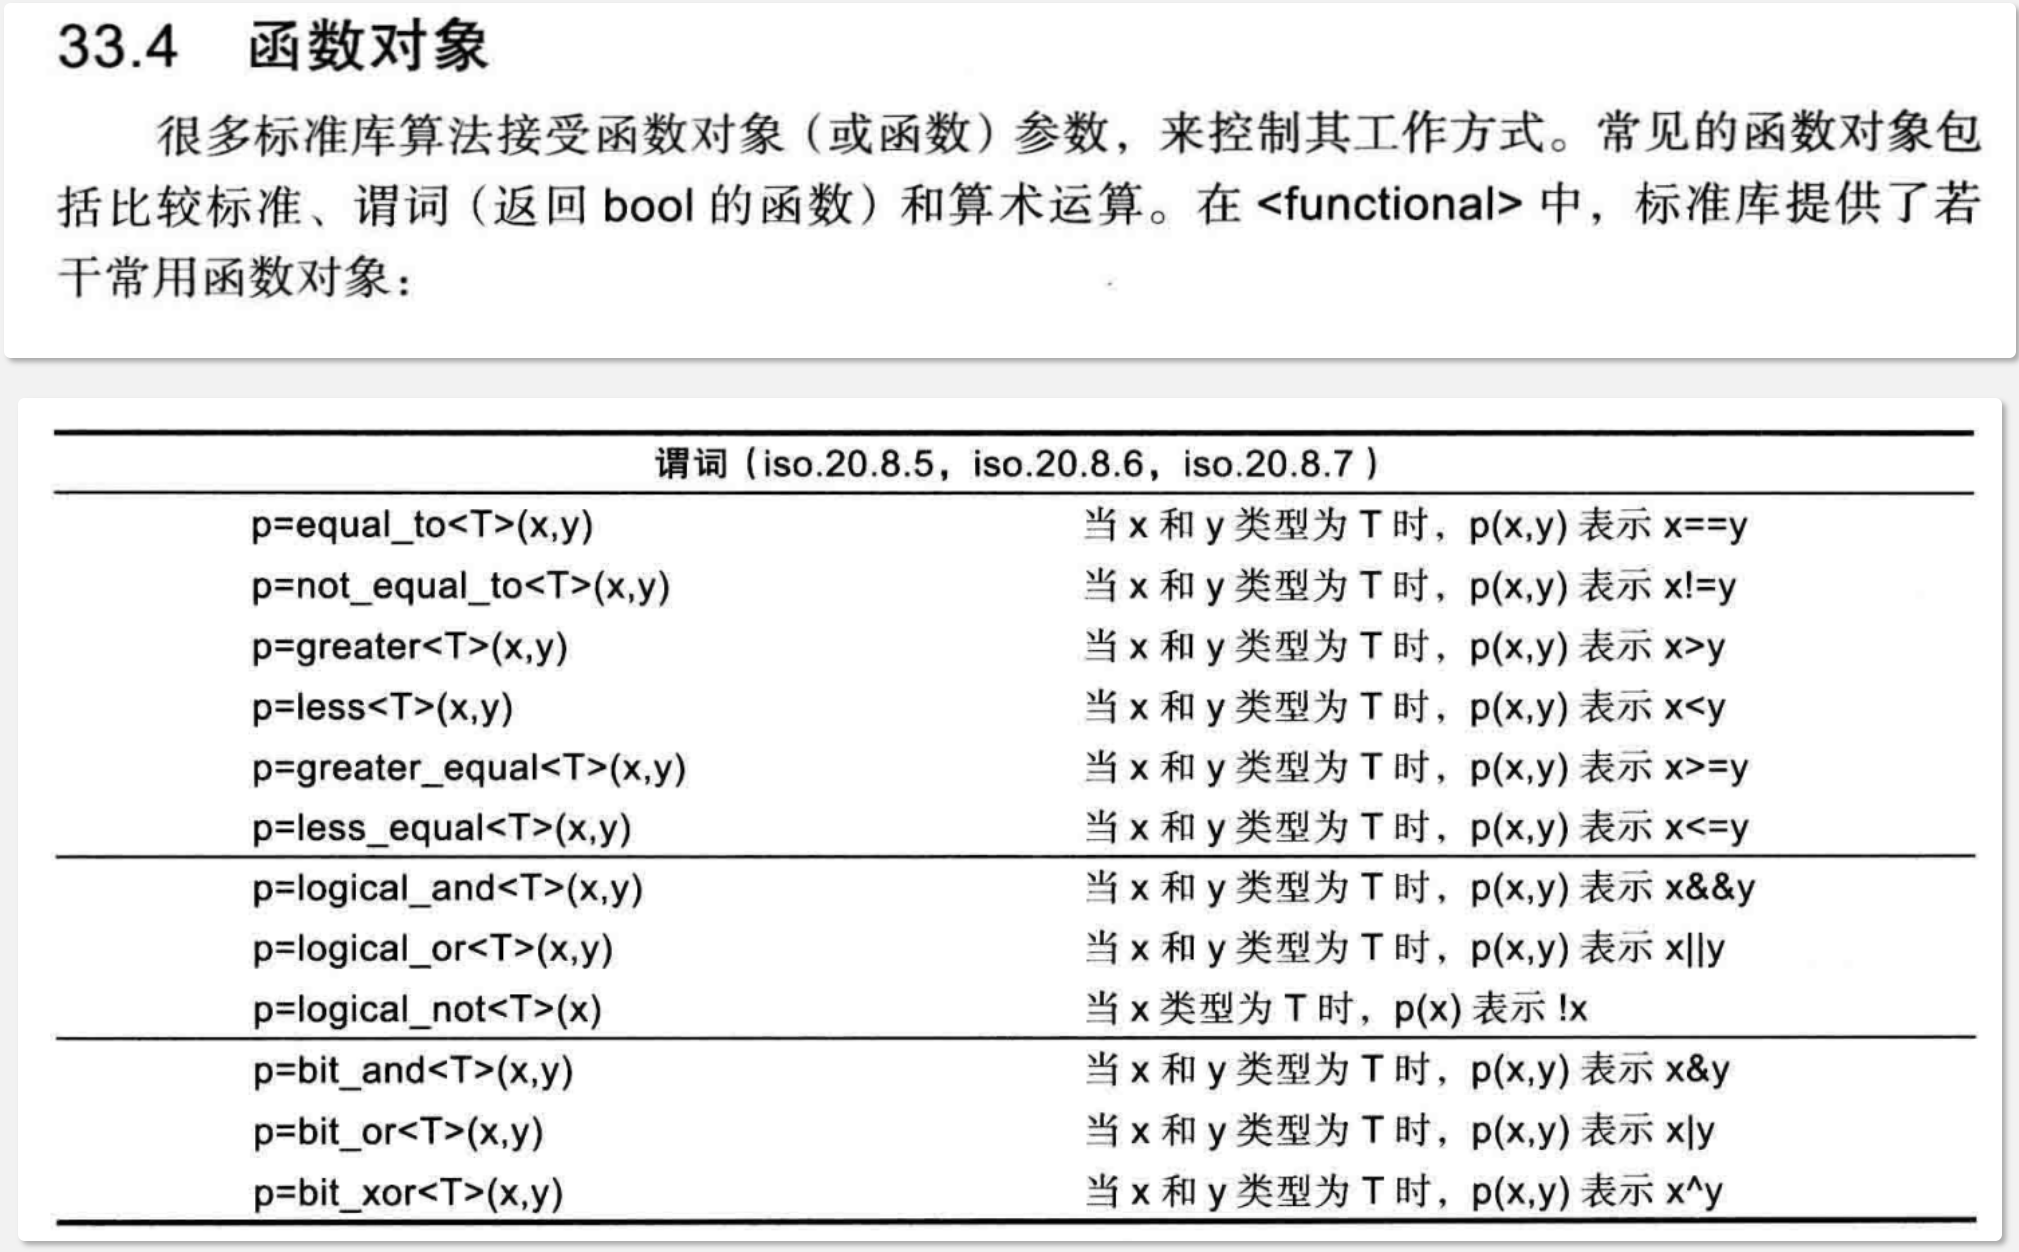 33.4 函数对象
很多标准库算法接受函数对象（或函数）参数，来控制其工作方式。常见的函数对象包
括比较标准、谓词（返回 bool 的函数）和算术运算。在 <functional> 中，标准库提供了若
干常用函数对象：
谓词（iso.20.8.5，iso.20.8.6，iso.20.8.7）
p=equal_to<T>(x,y) 当 x 和 y 类型为 T 时，p(x,y) 表示 x==y
p=not_equal_to<T>(x,y) 当 x 和 y 类型为 T 时，p(x,y) 表示 x!=y
p=greater<T>(x,y) 当 x 和 y 类型为 T 时，p(x,y) 表示 x>y
p=less<T>(x,y) 当 x 和 y 类型为 T 时，p(x,y) 表示 x<y
p=greater_equal<T>(x,y) 当 x 和 y 类型为 T 时，p(x,y) 表示 x>=y
p=less_equal<T>(x,y) 当 x 和 y 类型为 T 时，p(x,y) 表示 x<=y
p=logical_and<T>(x,y) 当 x 和 y 类型为 T 时，p(x,y) 表示 x&&y
p=logical_or<T>(x,y) 当 x 和 y 类型为 T 时，p(x,y) 表示 x||y
p=logical_not<T>(x) 当 x 类型为 T 时，p(x) 表示 !x
p=bit_and<T>(x,y) 当 x 和 y 类型为 T 时，p(x,y) 表示 x&y
p=bit_or<T>(x,y) 当 x 和 y 类型为 T 时，p(x,y) 表示 x|y
p=bit_xor<T>(x,y) 当 x 和 y 类型为 T 时，p(x,y) 表示 x^y